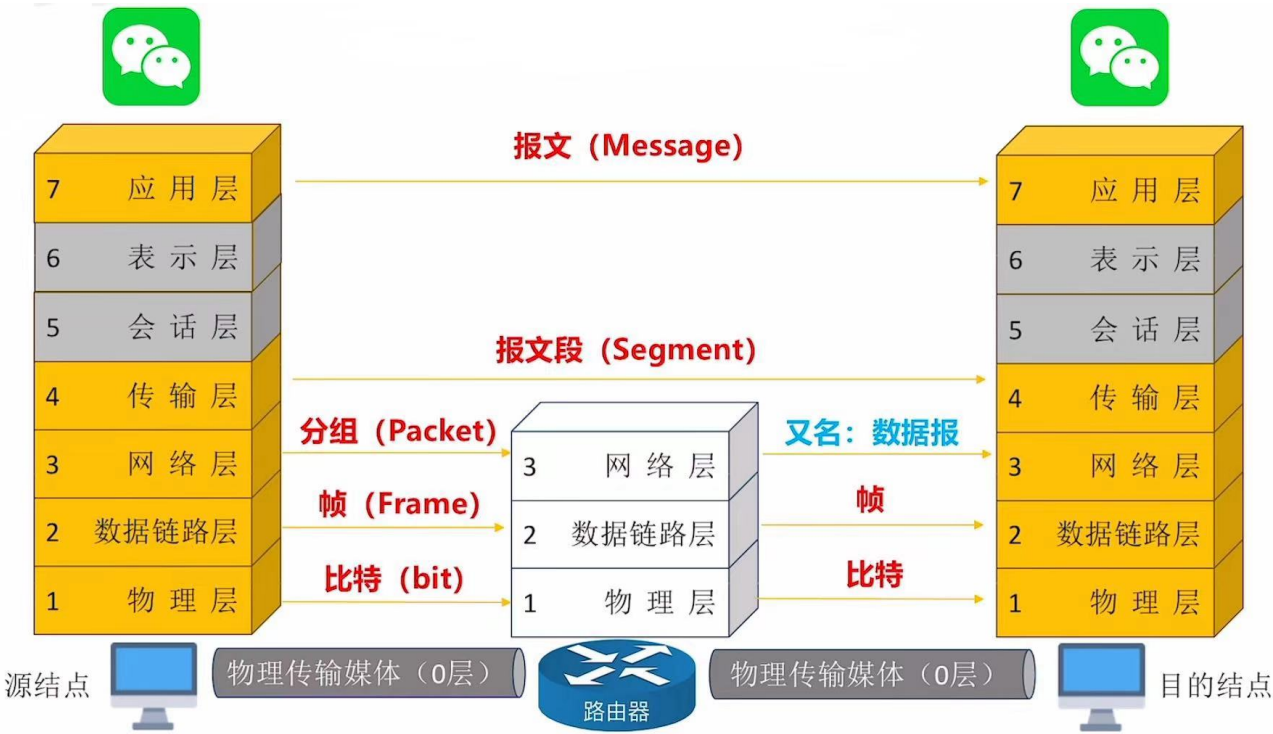 报文（Message）
7 应用层
7 应用层
6 表示层
6 表示层
5 会话层
5 会话层
报文段（Segment）
4 传输层
4 传输层
分组（Packet）
又名：数据报
3 网络层
3 网络层
3 网络层
帧（Frame）
帧
2 数据链路层
2 数据链路层
2 数据链路层
比特（bit）
比特
1 物理层
1 物理层
1 物理层
源结点
物理传输媒体（0层）
路由器
物理传输媒体（0层）
目的结点